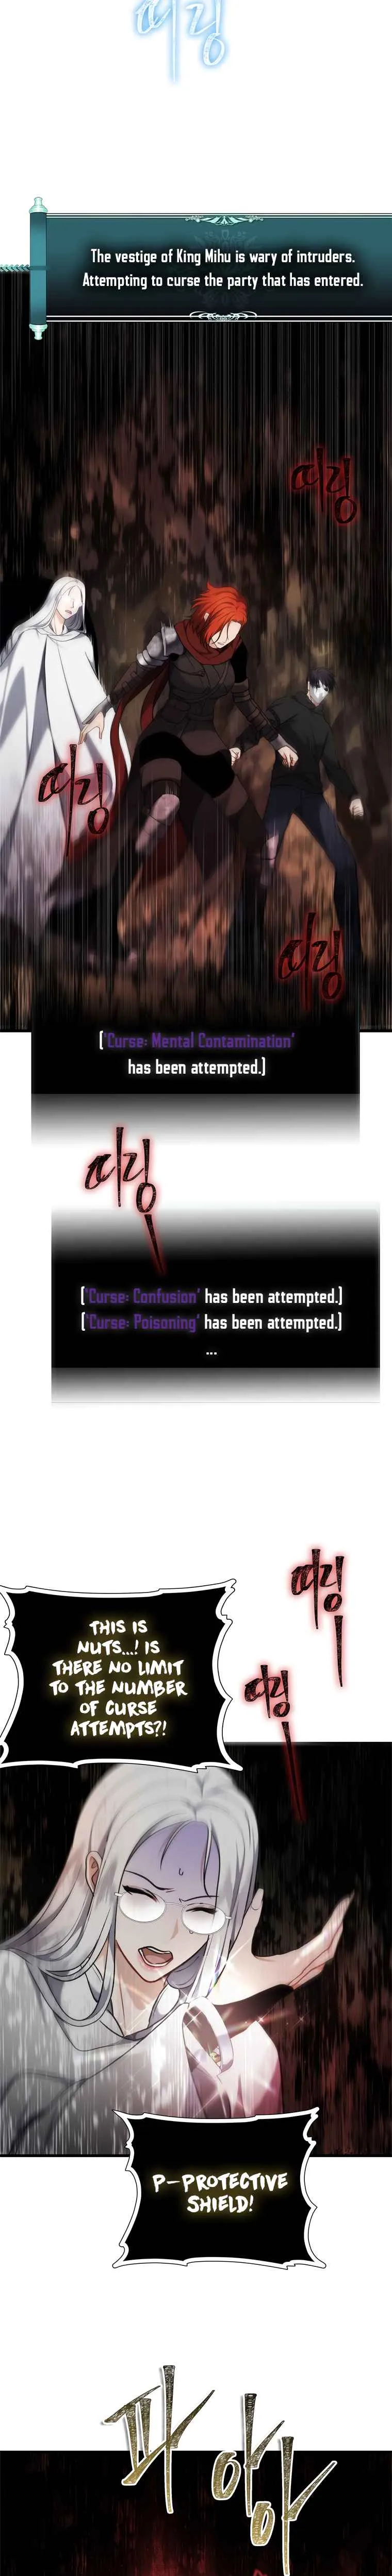 띠링
The vestige of King Mihu is wary of intruders.
Attempting to curse the party that has entered.
띠링
띠링
띠링
['Curse: Mental Contamination'
has been attempted.]
띠링
['Curse: Confusion' has been attempted.]
['Curse: Poisoning' has been attempted.]
...
띠링
THIS IS
NUTS...! IS
THERE NO LIMIT
TO THE NUMBER
OF CURSE
ATTEMPTS?!
띠링
P-PROTECTIVE
SHIELD!
파아